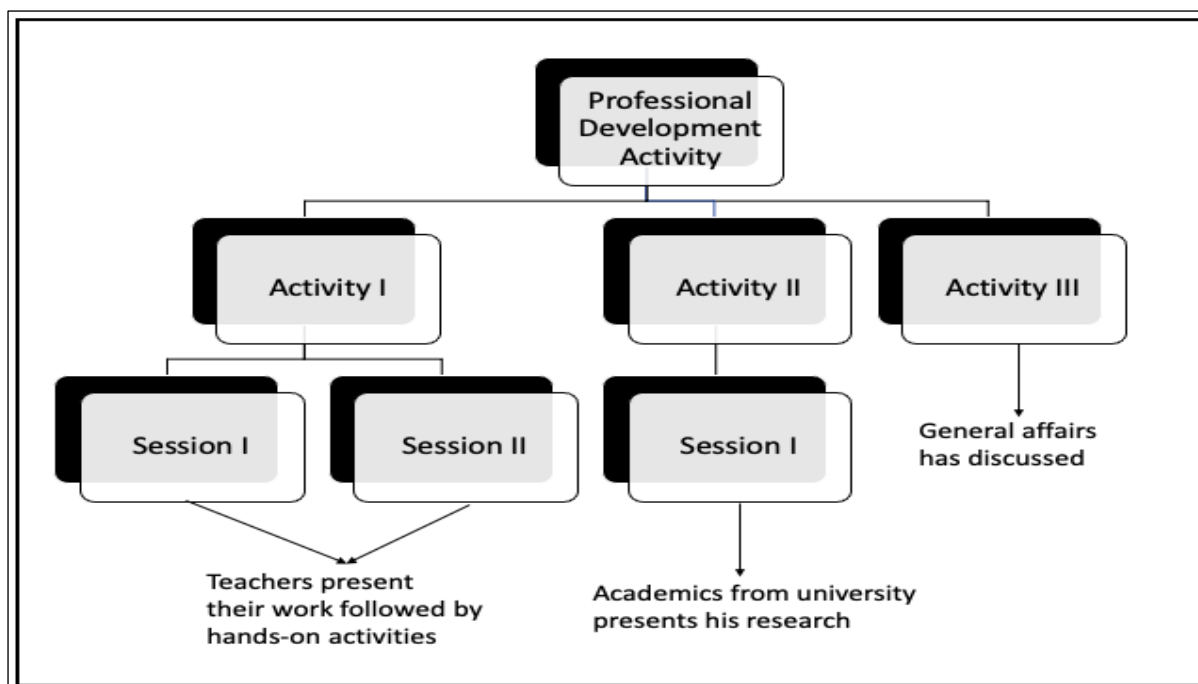 Professional
Development
Activity
Activity I
Activity II
Activity III
Session I
Session II
Session I
General affairs
has discussed
Teachers present
their work followed by
hands-on activities
Academics from university
presents his research